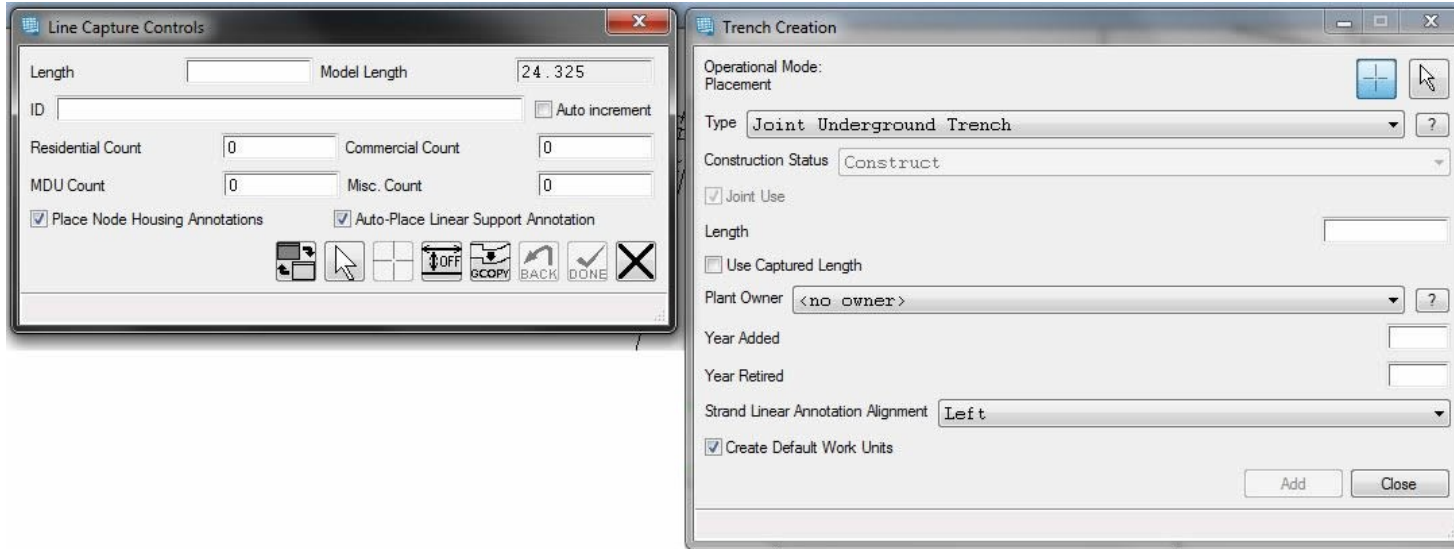 Line Capture Controls
Length
Model Length 24.325
ID
Auto increment
Residential Count 0 Commercial Count 0
MDU Count 0 Misc. Count 0
Place Node Housing Annotations Auto-Place Linear Support Annotation
OFF GCOPY BACK DONE
Trench Creation
Operational Mode:
Placement
Type Joint Underground Trench ?
Construction Status Construct
Joint Use
Length
Use Captured Length
Plant Owner <no owner> ?
Year Added
Year Retired
Strand Linear Annotation Alignment Left
Create Default Work Units
Add Close